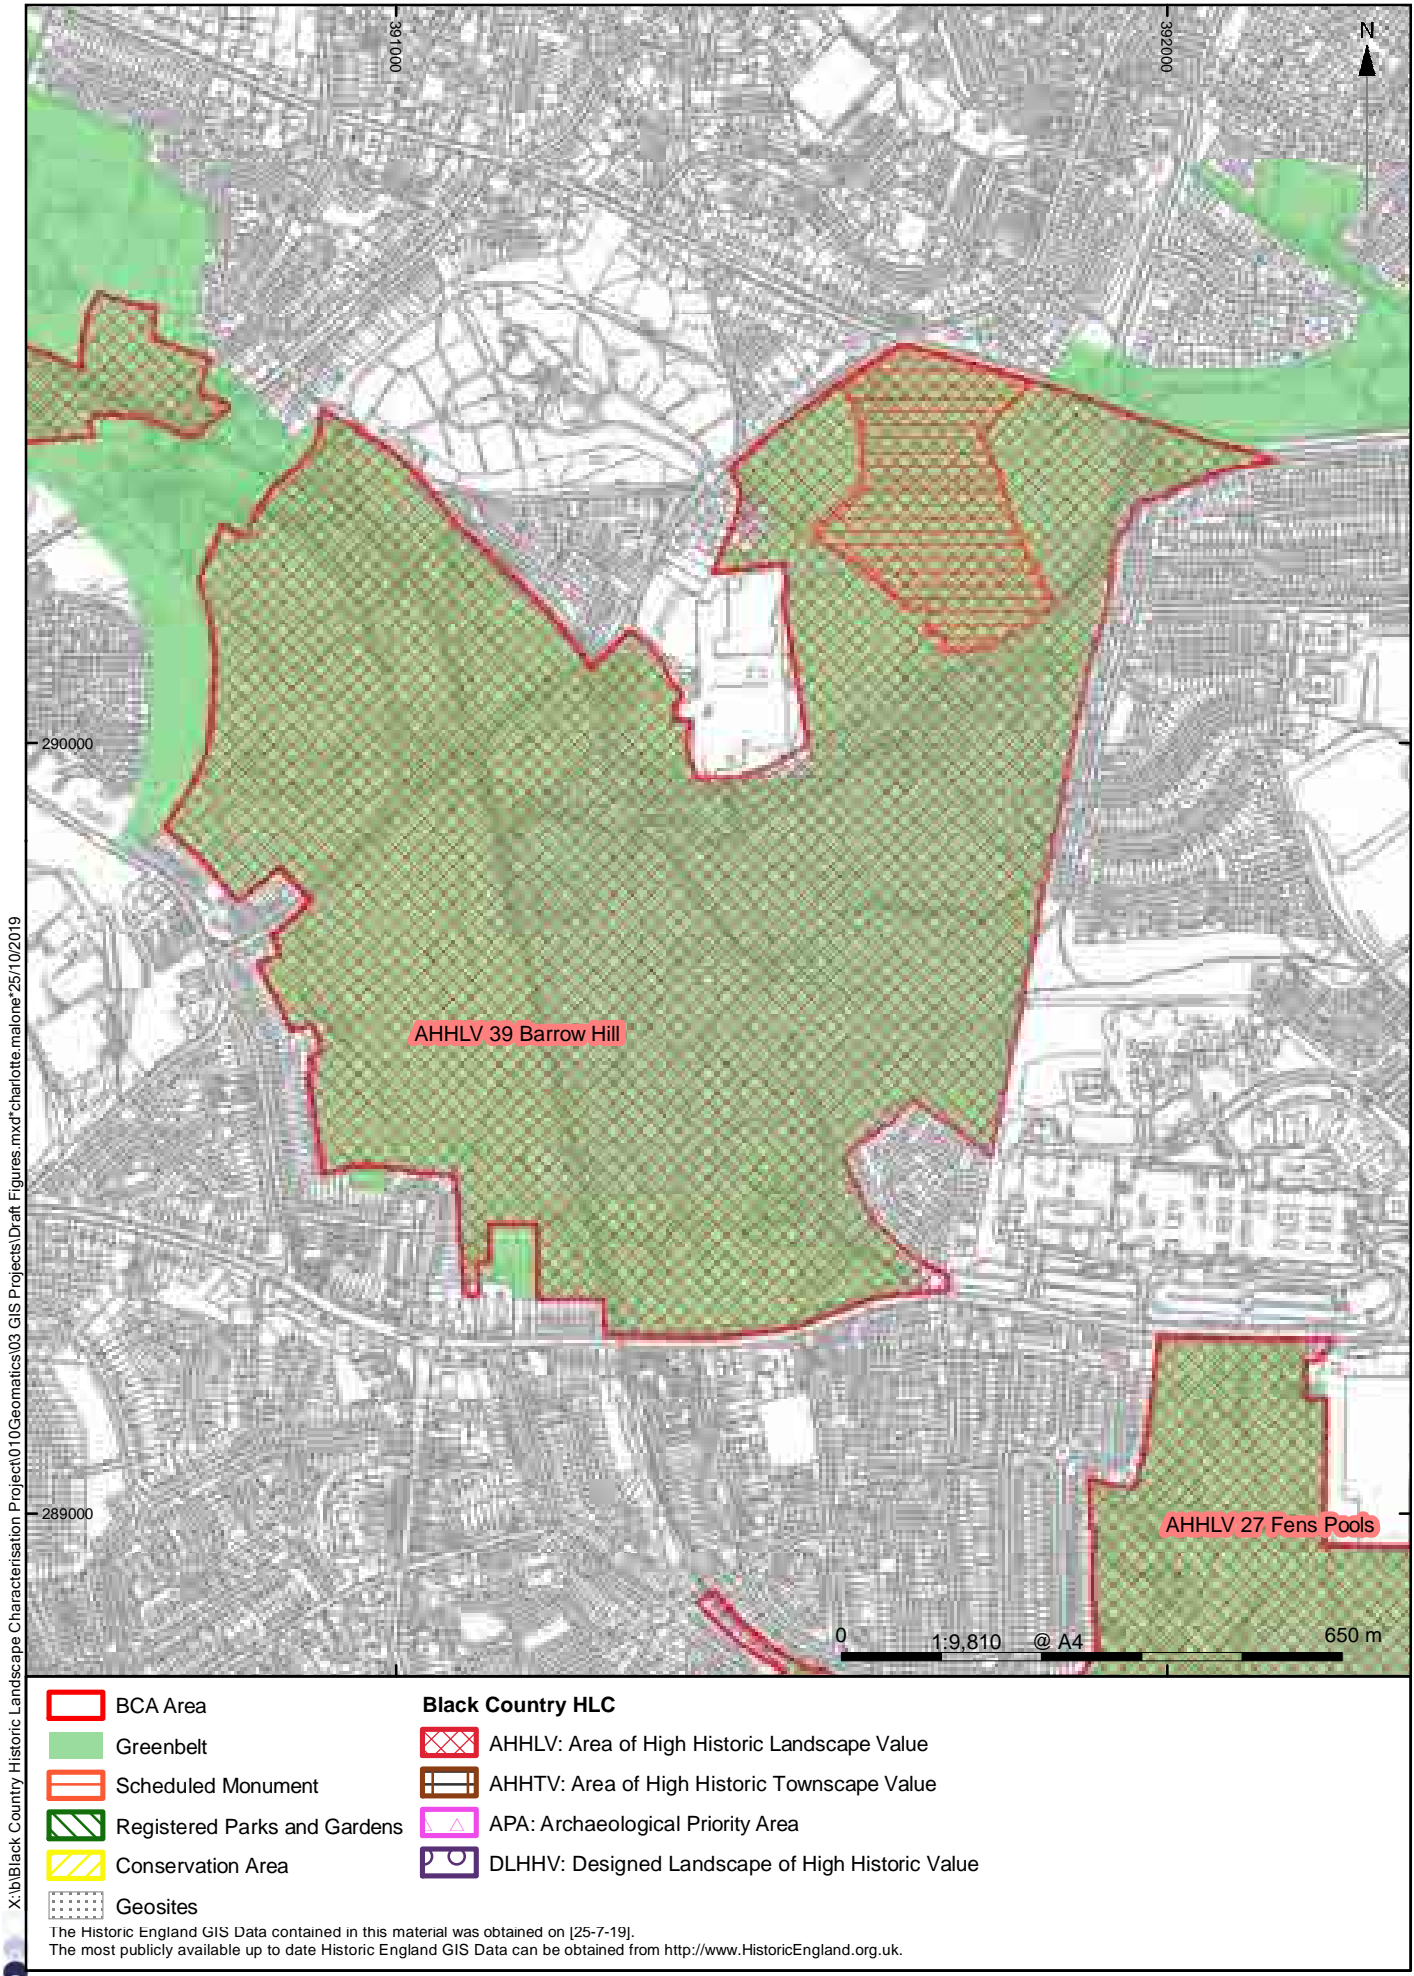 391000
392000
N
290000
AHHLV 39 Barrow Hill
289000
AHHLV 27 Fens Pools
0 1:9,810 @ A4 650 m
X:\b\Black Country Historic Landscape Characterisation Project\010Geomatics\03 GIS Projects\Draft Figures.mxd*charlotte.malone*25/10/2019
BCA Area
Greenbelt
Scheduled Monument
Registered Parks and Gardens
Conservation Area
Geosites
Black Country HLC
AHHLV: Area of High Historic Landscape Value
AHHTV: Area of High Historic Townscape Value
APA: Archaeological Priority Area
DLHHV: Designed Landscape of High Historic Value
The Historic England GIS Data contained in this material was obtained on [25-7-19].
The most publicly available up to date Historic England GIS Data can be obtained from http://www.HistoricEngland.org.uk.